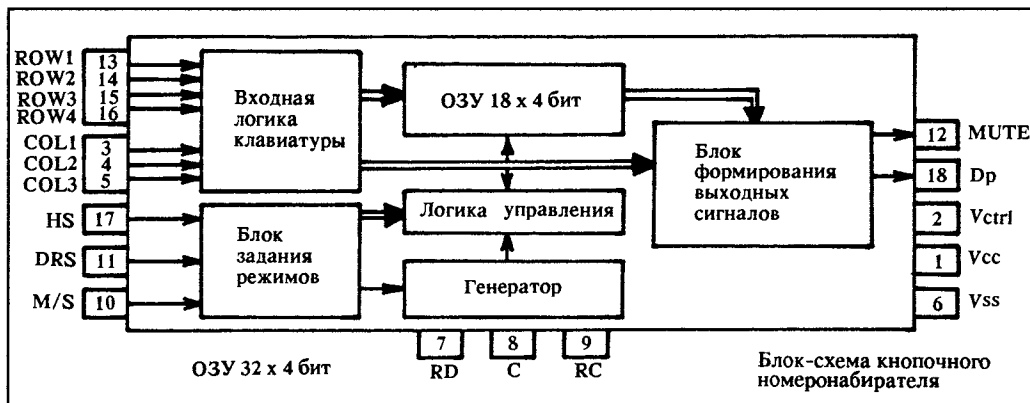 ROW1 13
ROW2 14
ROW3 15
ROW4 16
COL1 3
COL2 4
COL3 5
HS 17
DRS 11
M/S 10
Входная
логика
клавиатуры
Блок
задания
режимов
ОЗУ 18 x 4 бит
Логика управления
Генератор
Блок
формирования
выходных
сигналов
12 MUTE
18 Dp
2 Vctrl
1 Vcc
6 Vss
7 8 9
RD C RC
ОЗУ 32 x 4 бит
Блок-схема кнопочного
номеронабирателя